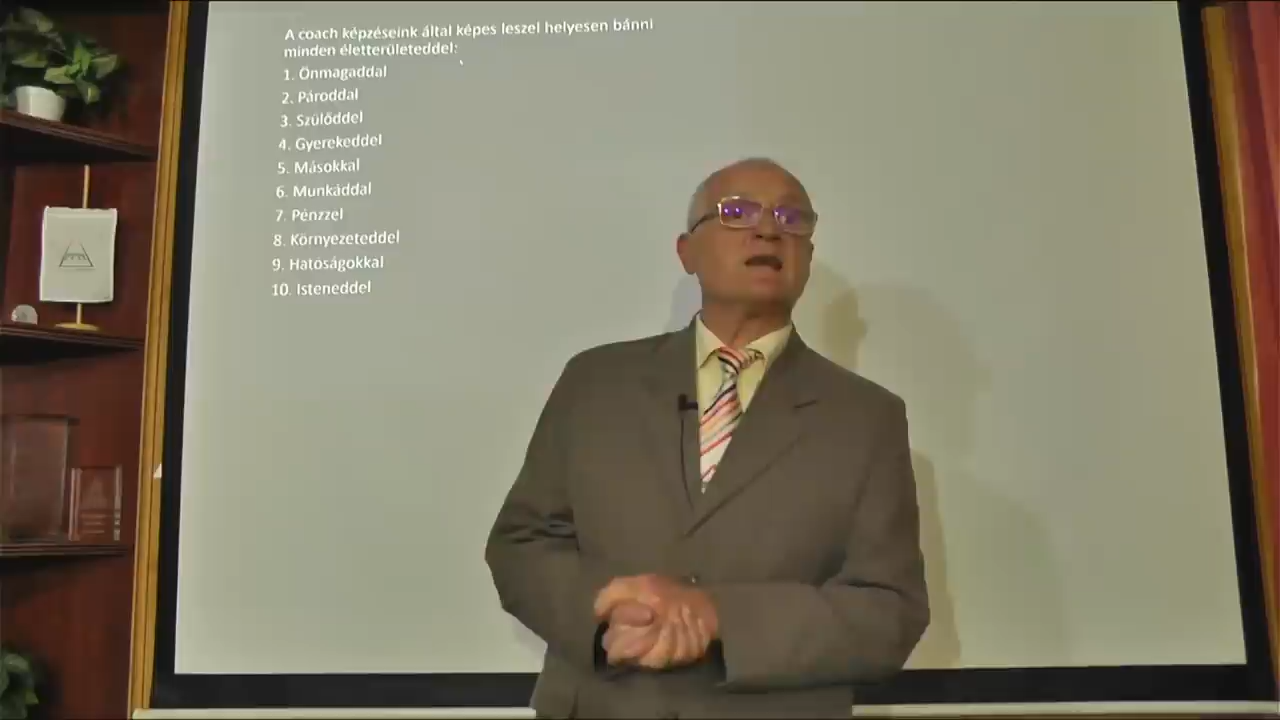 A coach képzéseink által képes leszel helyesen bánni
minden életterületeddel:
1. Önmagaddal
2. Pároddal
3. Szülőddel
4. Gyerekeddel
5. Másokkal
6. Munkáddal
7. Pénzzel
8. Környezeteddel
9. Hatóságokkal
10. Isteneddel